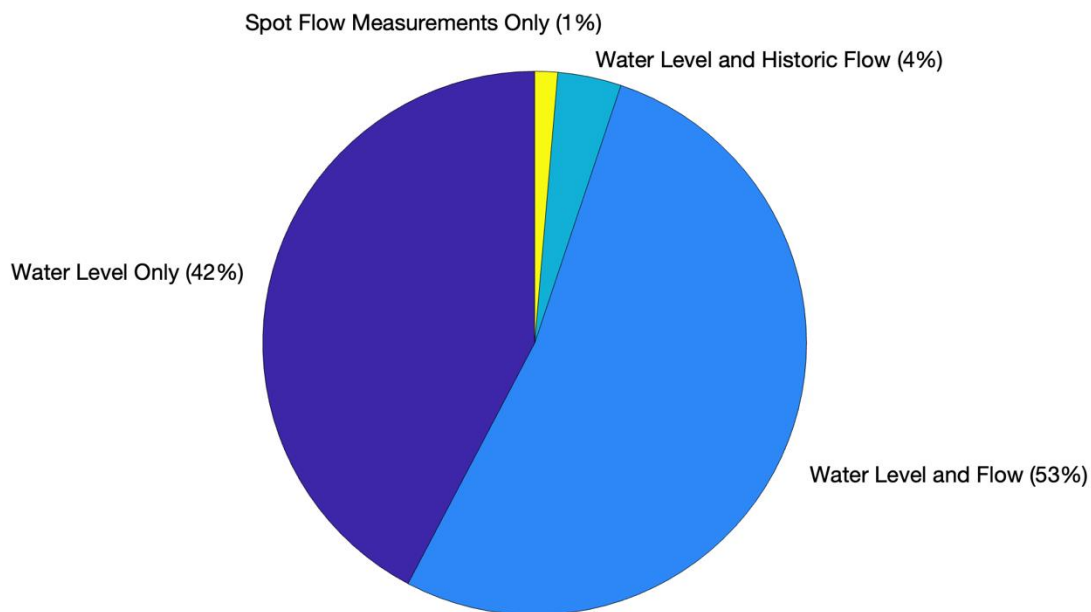 Spot Flow Measurements Only (1%)
Water Level and Historic Flow (4%)
Water Level Only (42%)
Water Level and Flow (53%)